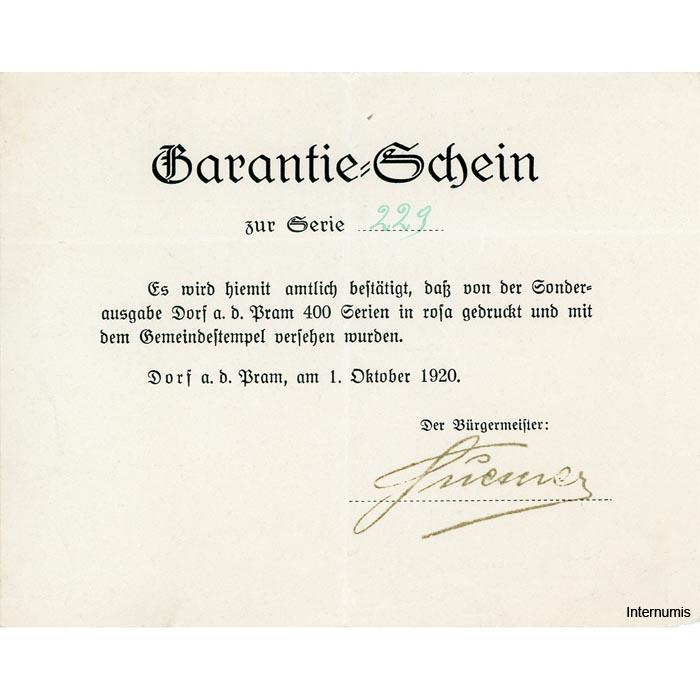 Garantie-Schein
zur Serie 229
Es wird hiemit amtlich bestätigt, daß von der Sonder-
ausgabe Dorf a. d. Pram 400 Serien in rosa gedruckt und mit
dem Gemeindestempel versehen wurden.
Dorf a. d. Pram, am 1. Oktober 1920.
Der Bürgermeister:
Internumis